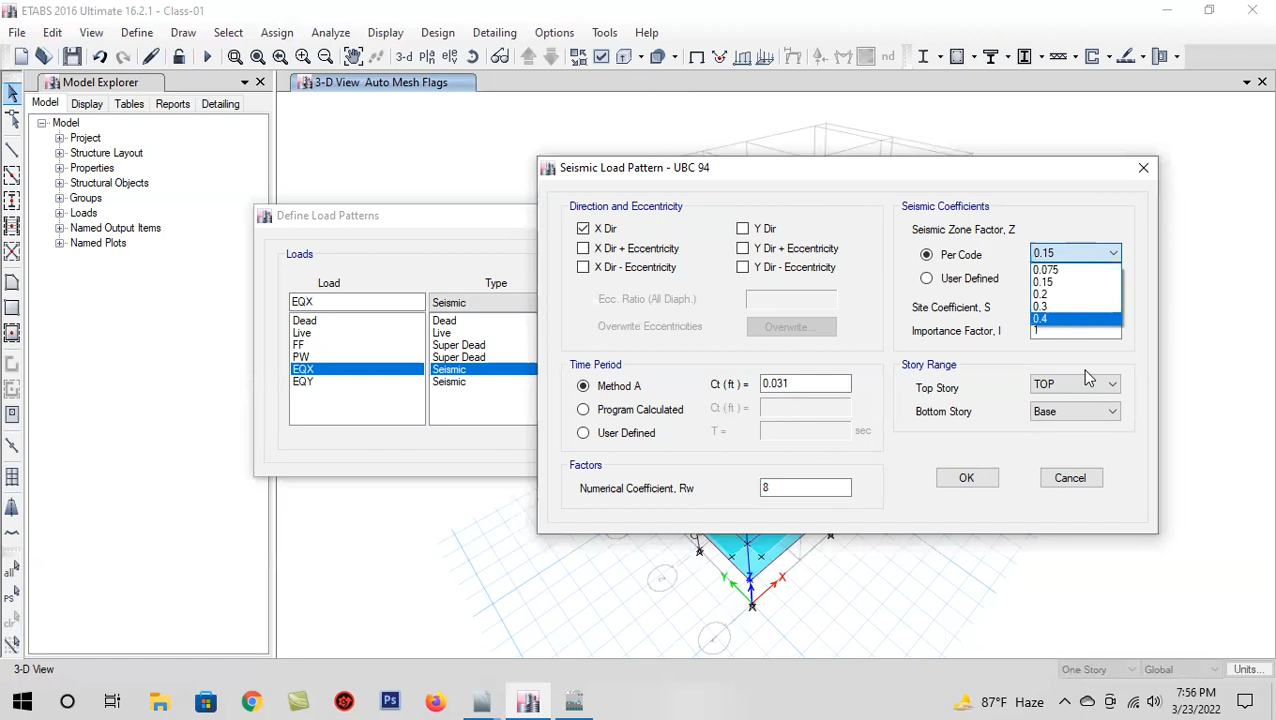 ETABS 2016 Ultimate 16.2.1 - Class-01
File Edit View Define Draw Select Assign Analyze Display Design Detailing Options Tools Help
3-d nd
Model Explorer
3-D View Auto Mesh Flags
Model Display Tables Reports Detailing
Model
Project
Structure Layout
Properties
Structural Objects
Groups
Loads
Named Output Items
Named Plots
Define Load Patterns
Loads
Load Type
EQX Seismic
Dead Dead
Live Live
FF Super Dead
PW Super Dead
EQX Seismic
EQY Seismic
Seismic Load Pattern - UBC 94
Direction and Eccentricity
X Dir Y Dir
X Dir + Eccentricity Y Dir + Eccentricity
X Dir - Eccentricity Y Dir - Eccentricity
Ecc. Ratio (All Diaph.)
Overwrite Eccentricities Overwrite...
Time Period
Method A Ct (ft ) = 0.031
Program Calculated Ct (ft ) =
User Defined T = sec
Factors
Numerical Coefficient, Rw 8
Seismic Coefficients
Seismic Zone Factor, Z
Per Code 0.15
0.075
0.15
0.2
0.3
0.4
User Defined
Site Coefficient, S
Importance Factor, I 1
Story Range
Top Story TOP
Bottom Story Base
OK Cancel
Y Z X
all
PS
clr
3-D View One Story Global Units...
Ps 87°F Haze 7:56 PM
3/23/2022